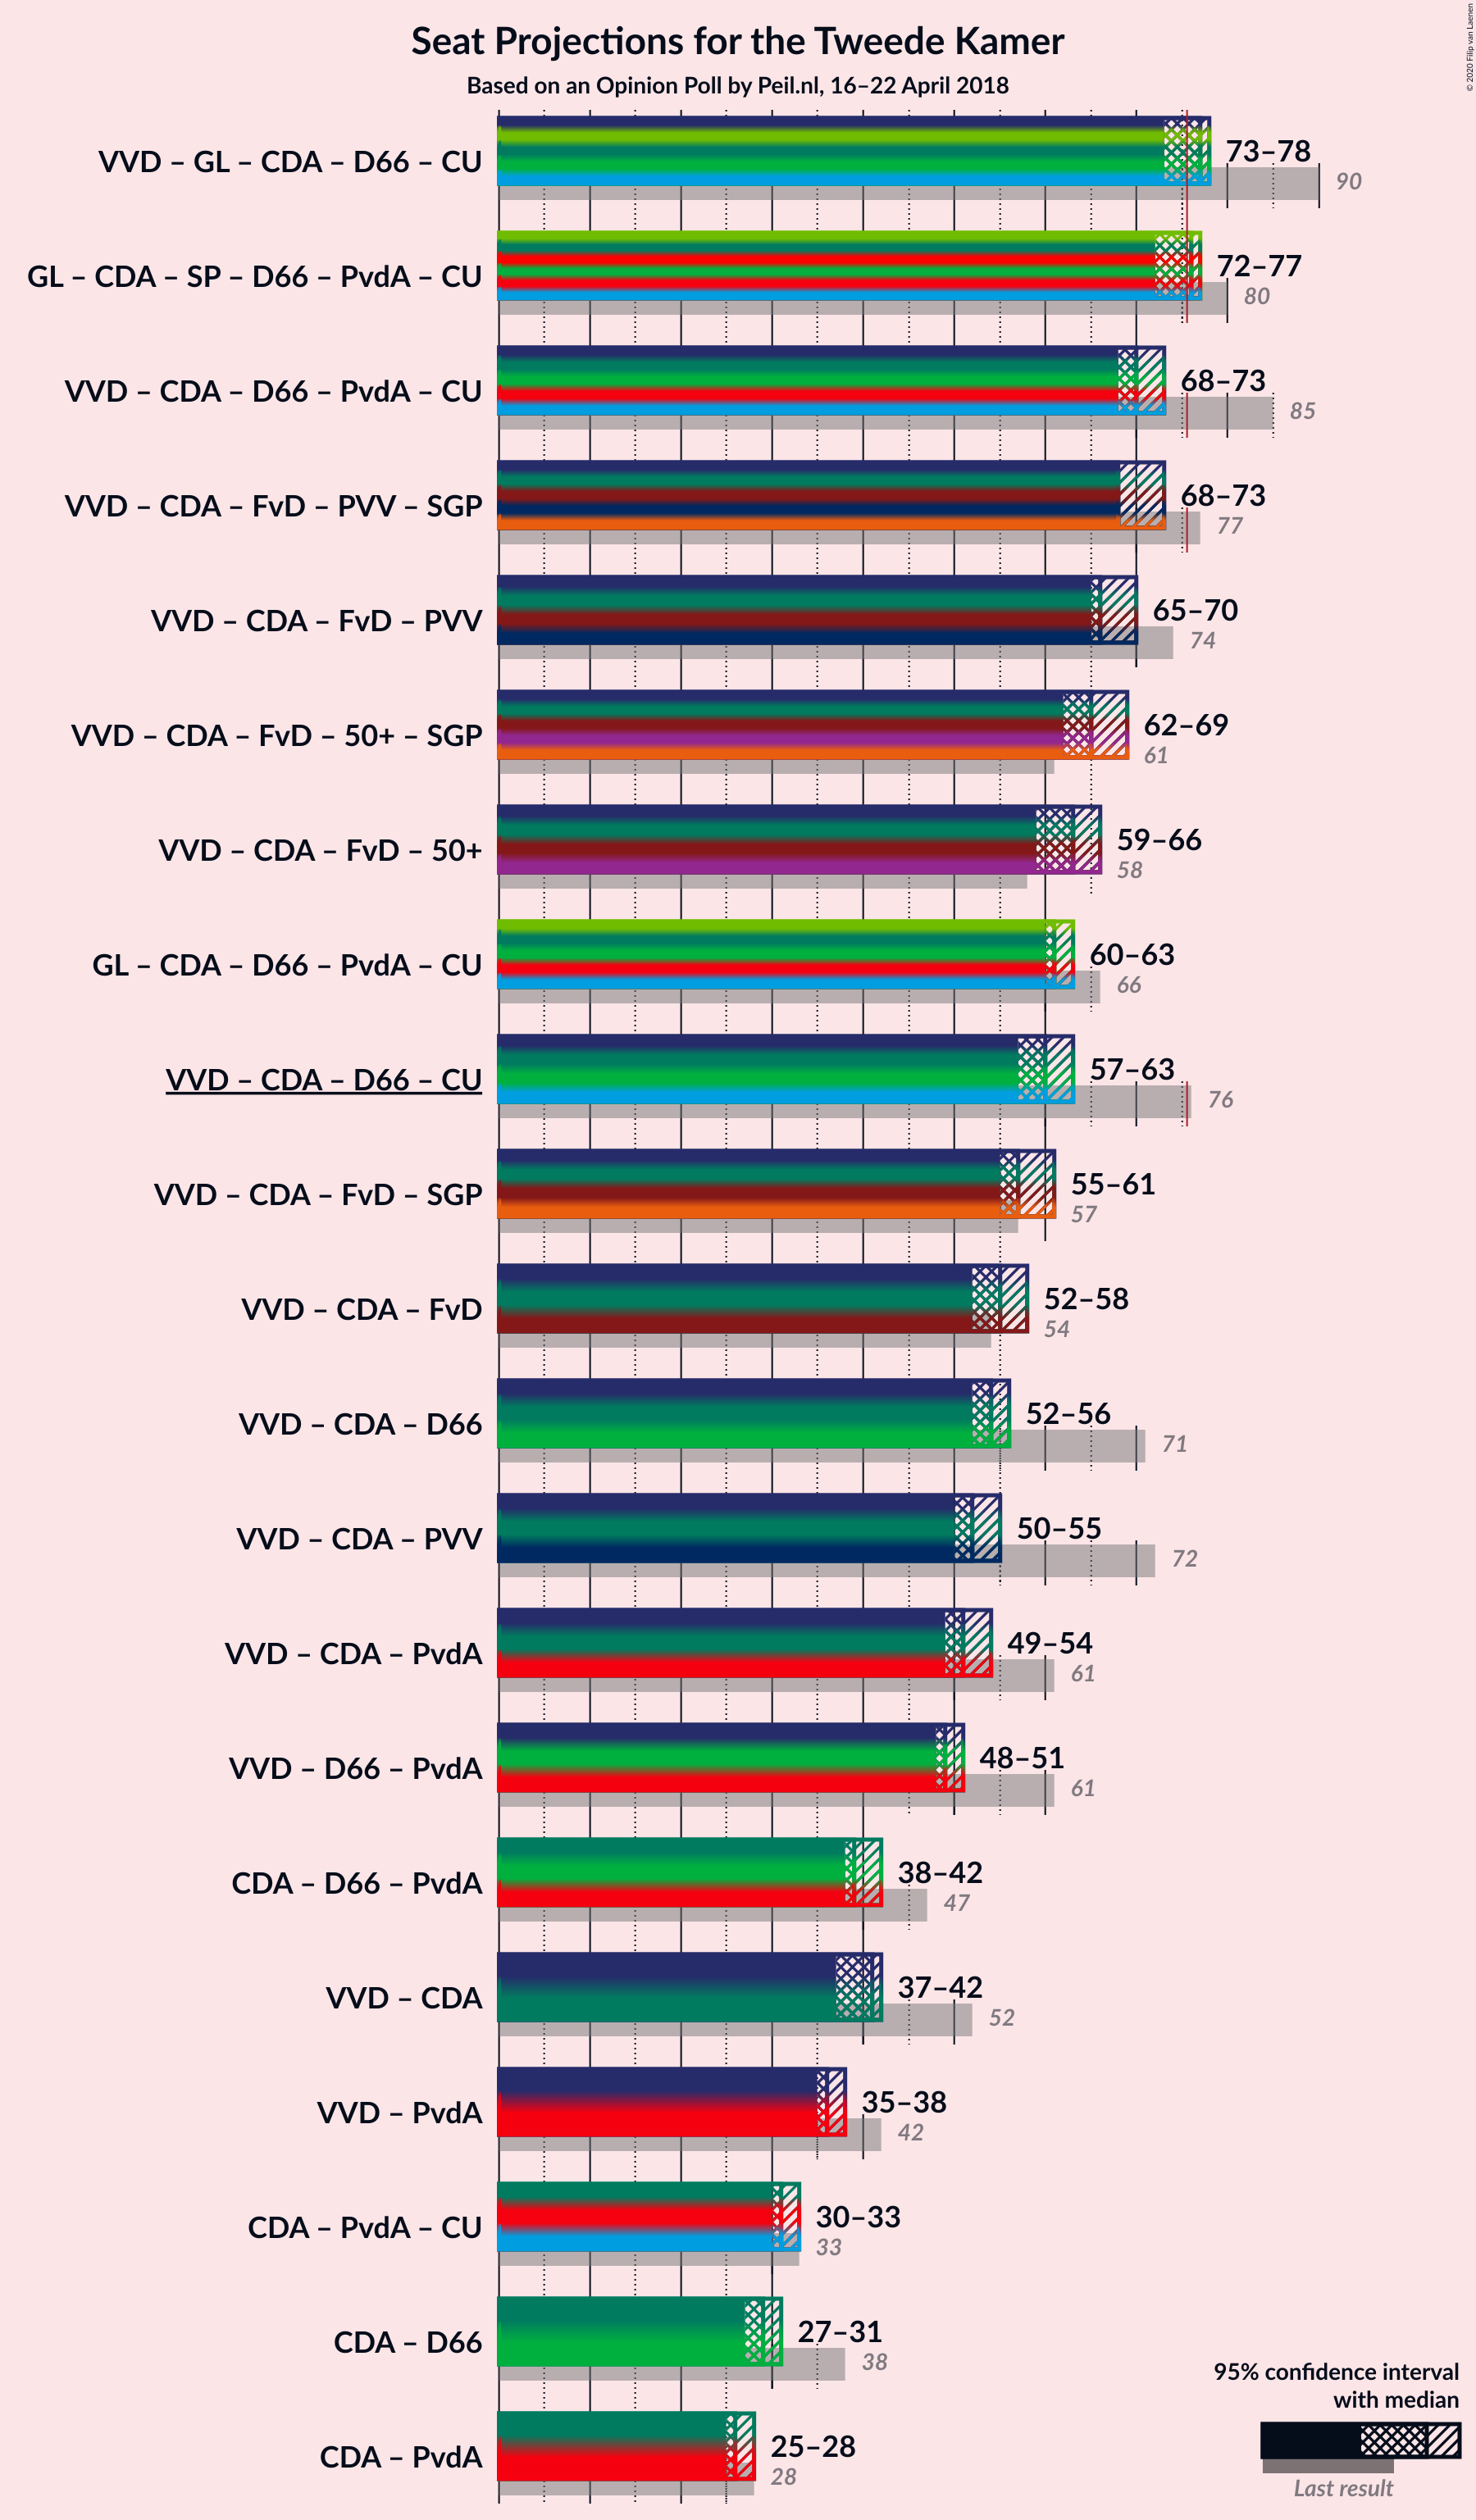 Seat Projections for the Tweede Kamer
Based on an Opinion Poll by Peil.nl, 16–22 April 2018
© 2020 Filip van Laenen
VVD – GL – CDA – D66 – CU 73–78
90
GL – CDA – SP – D66 – PvdA – CU 72–77
80
VVD – CDA – D66 – PvdA – CU 68–73
85
VVD – CDA – FvD – PVV – SGP 68–73
77
VVD – CDA – FvD – PVV 65–70
74
VVD – CDA – FvD – 50+ – SGP 62–69
61
VVD – CDA – FvD – 50+ 59–66
58
GL – CDA – D66 – PvdA – CU 60–63
66
VVD – CDA – D66 – CU 57–63
76
VVD – CDA – FvD – SGP 55–61
57
VVD – CDA – FvD 52–58
54
VVD – CDA – D66 52–56
71
VVD – CDA – PVV 50–55
72
VVD – CDA – PvdA 49–54
61
VVD – D66 – PvdA 48–51
61
CDA – D66 – PvdA 38–42
47
VVD – CDA 37–42
52
VVD – PvdA 35–38
42
CDA – PvdA – CU 30–33
33
CDA – D66 27–31
38
CDA – PvdA 25–28
28
95% confidence interval
with median
Last result